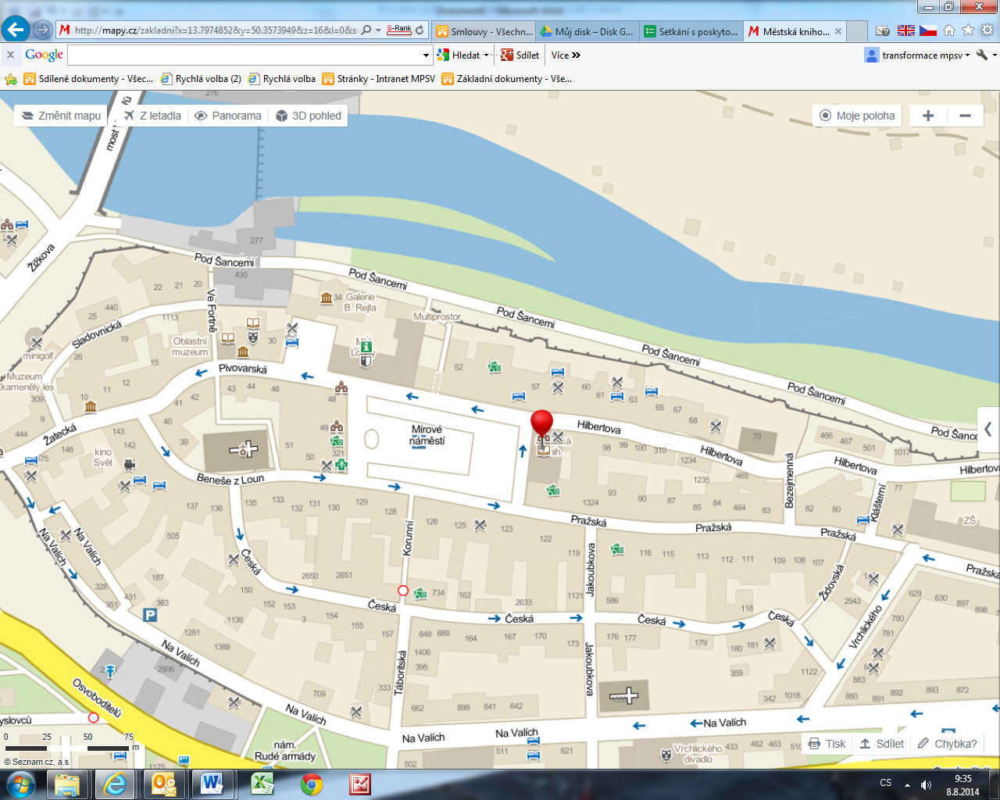 http://mapy.cz/zakladni?x=13.7974852&y=50.3573949&z=16&l=0&s
S-Rank
Smlouvy - Všechn...
Můj disk – Disk G...
Setkání s poskyto...
Městská kniho...
Google
Hledat
Sdílet
Více
transformace mpsv
Sdílené dokumenty - Všec...
Rychlá volba (2)
Rychlá volba
Stránky - Intranet MPSV
Základní dokumenty - Vše...
Změnit mapu
Z letadla
Panorama
3D pohled
Moje poloha
276
277
Žižkova
Pod Šancemi
430
Pod Šancemi
Pod Šancemi
Pod Šancemi
Pod Šancemi
Pod Šancemi
22 21 20
Ve Fortně
34 Galerie
B. Rejta
Multiprostor
440
25
1113
Sladovnická
19
26
15
Oblastní
muzeum
30
minigolf
Muzeum
Zkamenělý les
Pivovarská
52
57
60
61
63
65
67
68
70
309
10
11
12
43 44 46
48
41
42
40
444
9
Žatecká
143
142
39
49
51
50
321
145
146
kino
Svět
Mírové
náměstí
Hilbertova
98 99 100 310
Hilbertova
1234
465
1235
466 467 501
1017
Hilbertova
Hilbertova
Bezejmenná
Klášterní
77
ZŠ
Beneše z Loun
137 136
135
133
132
131 130
129
128
126
125
123
122
119
1324
93
90
87
85 84 464 83
82
80
Pražská
Pražská
Pražská
Pražská
Na Valích
Na Valích
505
187
328
351
431
363
Korunní
Česká
2650
2651
150
152 153
3
154
155
157
1136
1281
1388
734
162
2633
1131
586
Jakoubkova
116 115
113 112 111
109 108 107
118
Židovská
2943
629 630 897 898
Vrchlického
780
781
Česká
Česká
Česká
Česká
848 889
164
167 170
173
176 177
179
180 181
1406
395
359
1122
883
880
890 891 892
893 872
Táboritská
Jakoubkova
Na Valích
2906
333
709
662
899 641 642
342 1018
Osvoboditelů
Na Valích
Na Valích
Na Valích
Na Valích
nám.
Rudé armády
502
511
621
Vrchlického
divadlo
433
462 463 510
0 25 50 75
m
© Seznam.cz, a.s.
Tisk
Sdílet
Chybka?
CS
9:35
8.8.2014